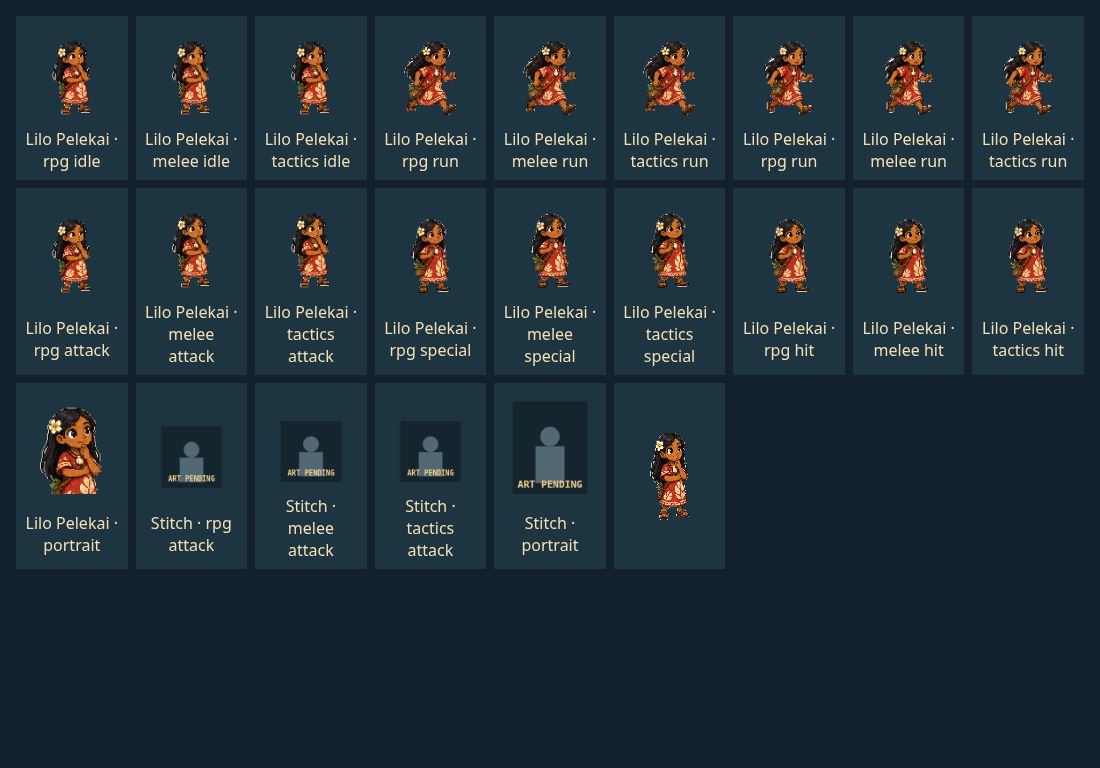 Lilo Pelekai ·
rpg idle
Lilo Pelekai ·
melee idle
Lilo Pelekai ·
tactics idle
Lilo Pelekai ·
rpg run
Lilo Pelekai ·
melee run
Lilo Pelekai ·
tactics run
Lilo Pelekai ·
rpg run
Lilo Pelekai ·
melee run
Lilo Pelekai ·
tactics run
Lilo Pelekai ·
rpg attack
Lilo Pelekai ·
melee
attack
Lilo Pelekai ·
tactics
attack
Lilo Pelekai ·
rpg special
Lilo Pelekai ·
melee
special
Lilo Pelekai ·
tactics
special
Lilo Pelekai ·
rpg hit
Lilo Pelekai ·
melee hit
Lilo Pelekai ·
tactics hit
Lilo Pelekai ·
portrait
ART PENDING
Stitch · rpg
attack
ART PENDING
Stitch ·
melee
attack
ART PENDING
Stitch ·
tactics
attack
ART PENDING
Stitch ·
portrait